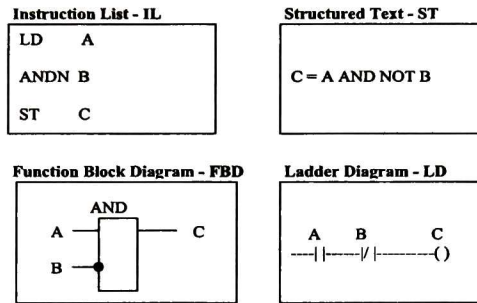 Instruction List - IL
LD A
ANDN B
ST C
Structured Text - ST
C = A AND NOT B
Function Block Diagram - FBD
AND
A C
B
Ladder Diagram - LD
A B C
----| |-----|/|--------( )